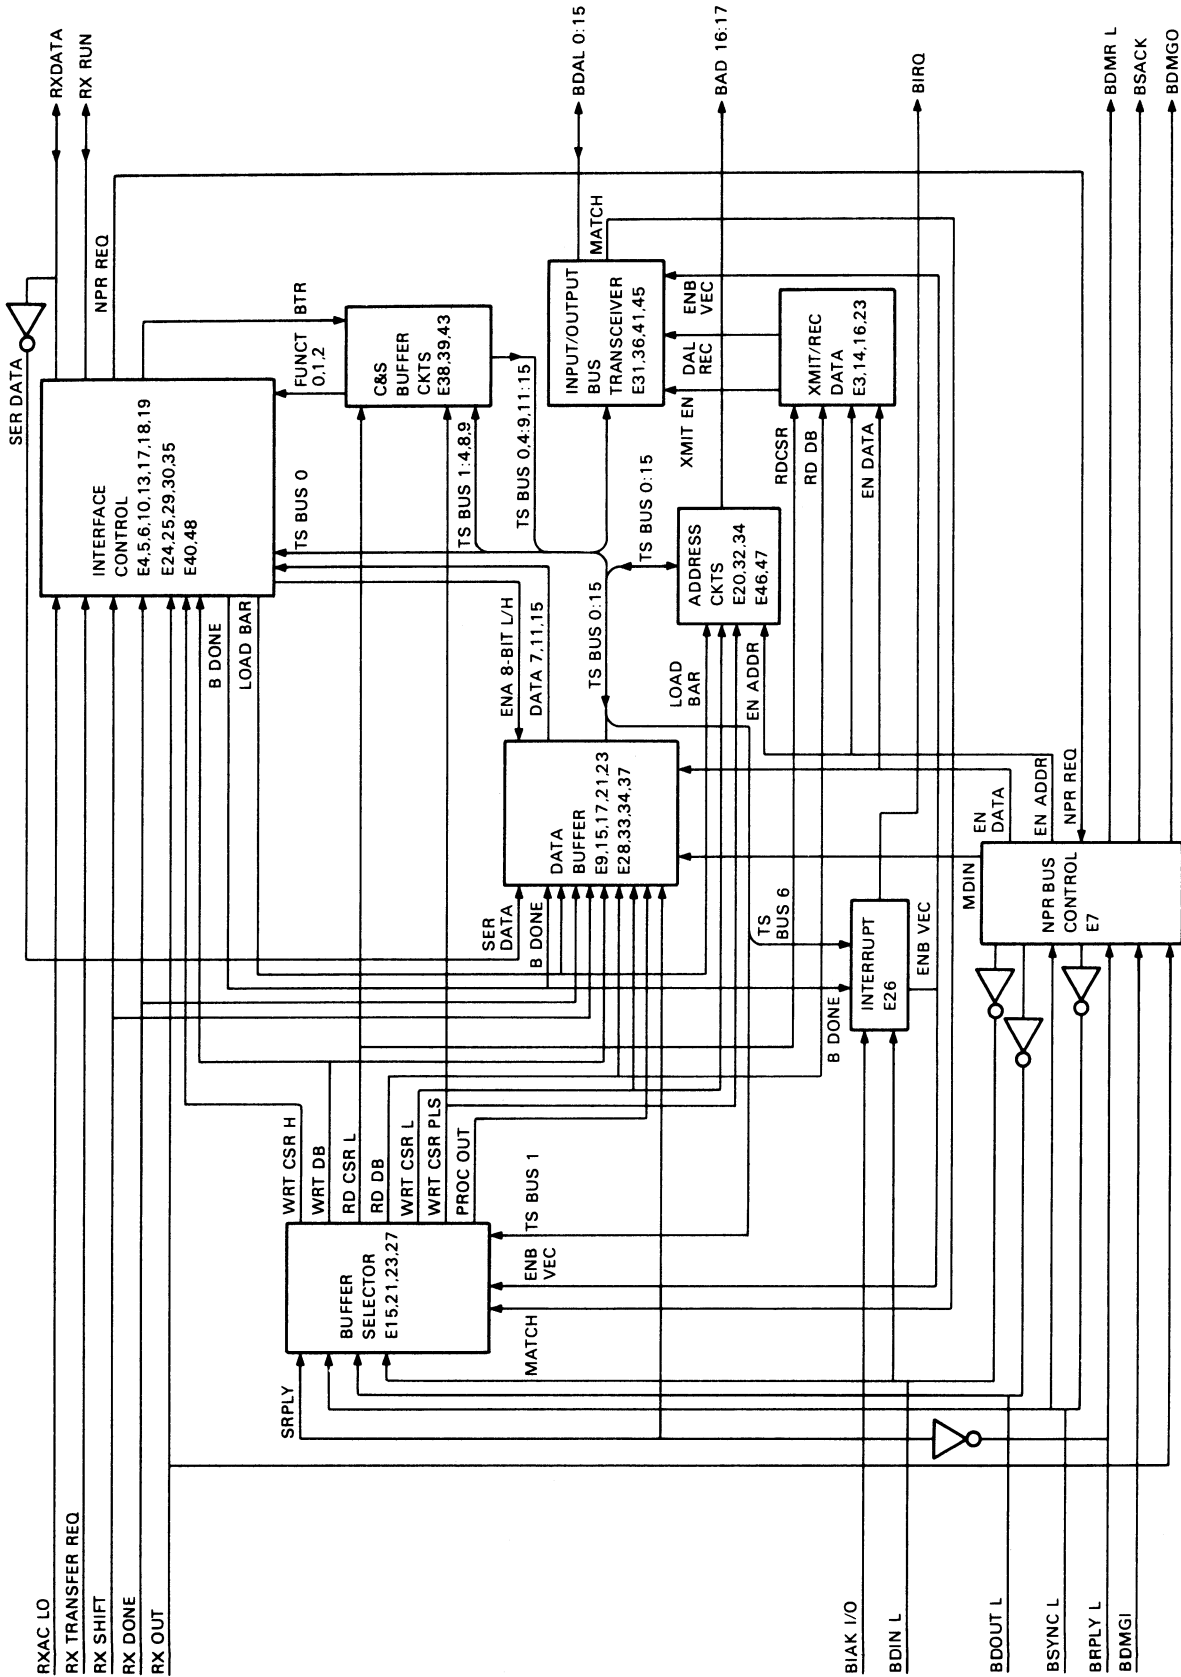 RXAC LO
RX TRANSFER REQ
RX SHIFT
RX DONE
RX OUT
BIAK I/O
BDIN L
BDOUT L
BSYNC L
BRPLY L
BDMGI
SRPLY
MATCH
BUFFER
SELECTOR
E15,21,23,27
ENB
VEC
TS BUS 1
WRT CSR H
WRT DB
RD CSR L
RD DB
WRT CSR L
WRT CSR PLS
PROC OUT
B DONE
INTERRUPT
E26
ENB VEC
TS
BUS 6
MDIN
NPR BUS
CONTROL
E7
EN
DATA
EN ADDR
NPR REQ
SER
DATA
B DONE
DATA
BUFFER
E9,15,17,21,23
E28,33,34,37
B DONE
LOAD BAR
ENA 8-BIT L/H
DATA 7,11,15
TS BUS 0:15
LOAD
BAR
EN ADDR
ADDRESS
CKTS
E20,32,34
E46,47
TS BUS 0:15
SER DATA
INTERFACE
CONTROL
E4,5,6,10,13,17,18,19
E24,25,29,30,35
E40,48
TS BUS 0
TS BUS 1:4,8,9
TS BUS 0,4:9,11:15
FUNCT
0,1,2
BTR
C&S
BUFFER
CKTS
E38,39,43
NPR REQ
INPUT/OUTPUT
BUS
TRANSCEIVER
E31,36,41,45
MATCH
XMIT EN
DAL
REC
ENB
VEC
RDCSR
RD DB
EN DATA
XMIT/REC
DATA
E3,14,16,23
RXDATA
RX RUN
BDAL 0:15
BAD 16:17
BIRQ
BDMR L
BSACK
BDMGO